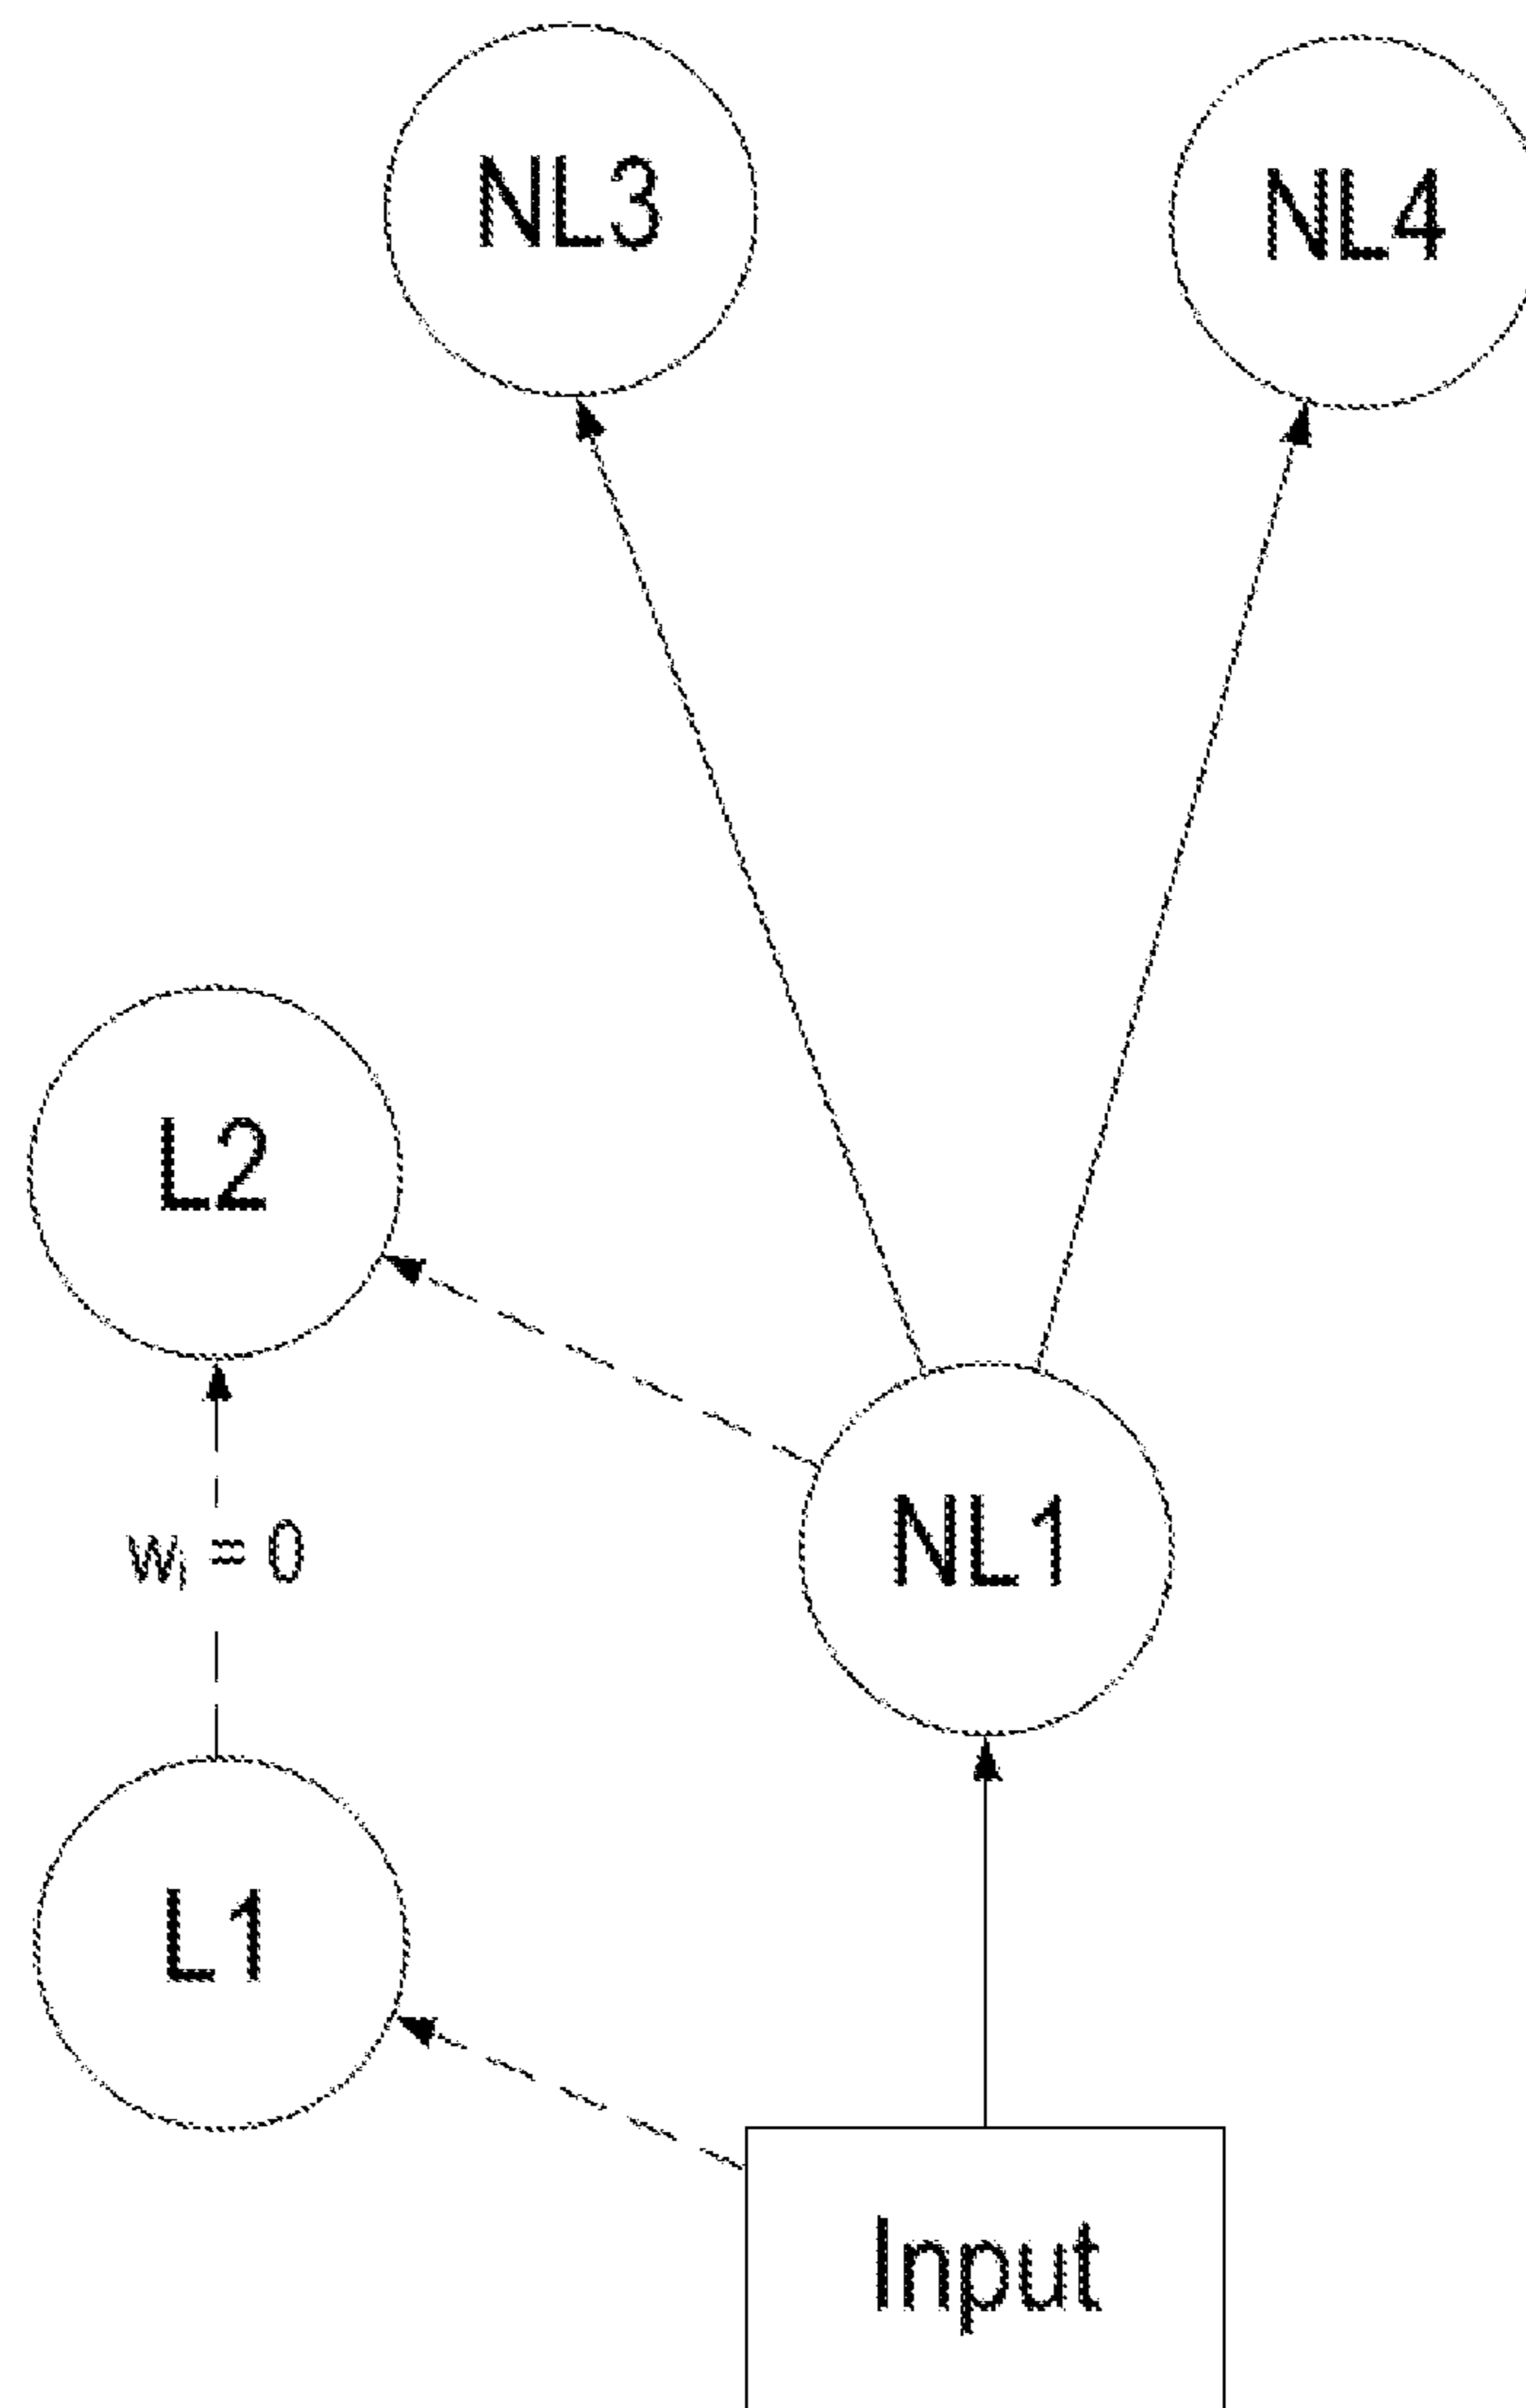 NL3
NL4
L2
NL1
wᵢ = 0
L1
Input